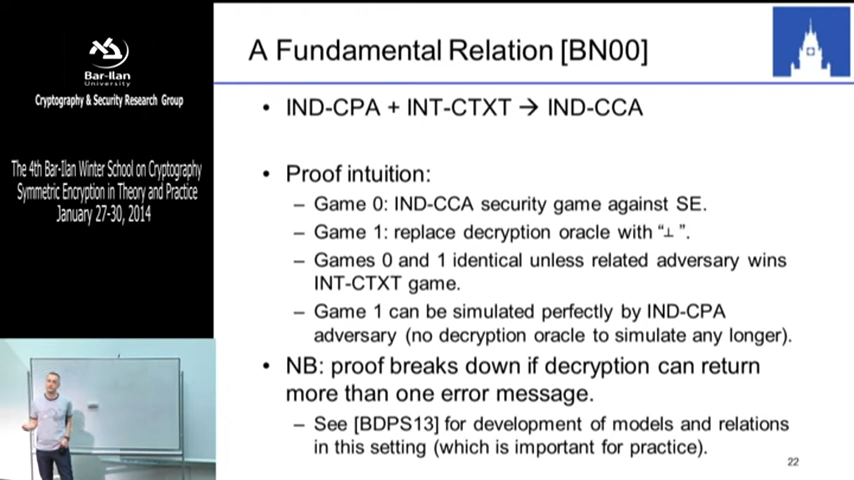 Bar-Ilan
University
Cryptography & Security Research Group
The 4th Bar-Ilan Winter School on Cryptography
Symmetric Encryption in Theory and Practice
January 27-30, 2014
A Fundamental Relation [BN00]
• IND-CPA + INT-CTXT → IND-CCA
• Proof intuition:
– Game 0: IND-CCA security game against SE.
– Game 1: replace decryption oracle with “⊥ ”.
– Games 0 and 1 identical unless related adversary wins
INT-CTXT game.
– Game 1 can be simulated perfectly by IND-CPA
adversary (no decryption oracle to simulate any longer).
• NB: proof breaks down if decryption can return
more than one error message.
– See [BDPS13] for development of models and relations
in this setting (which is important for practice).
22